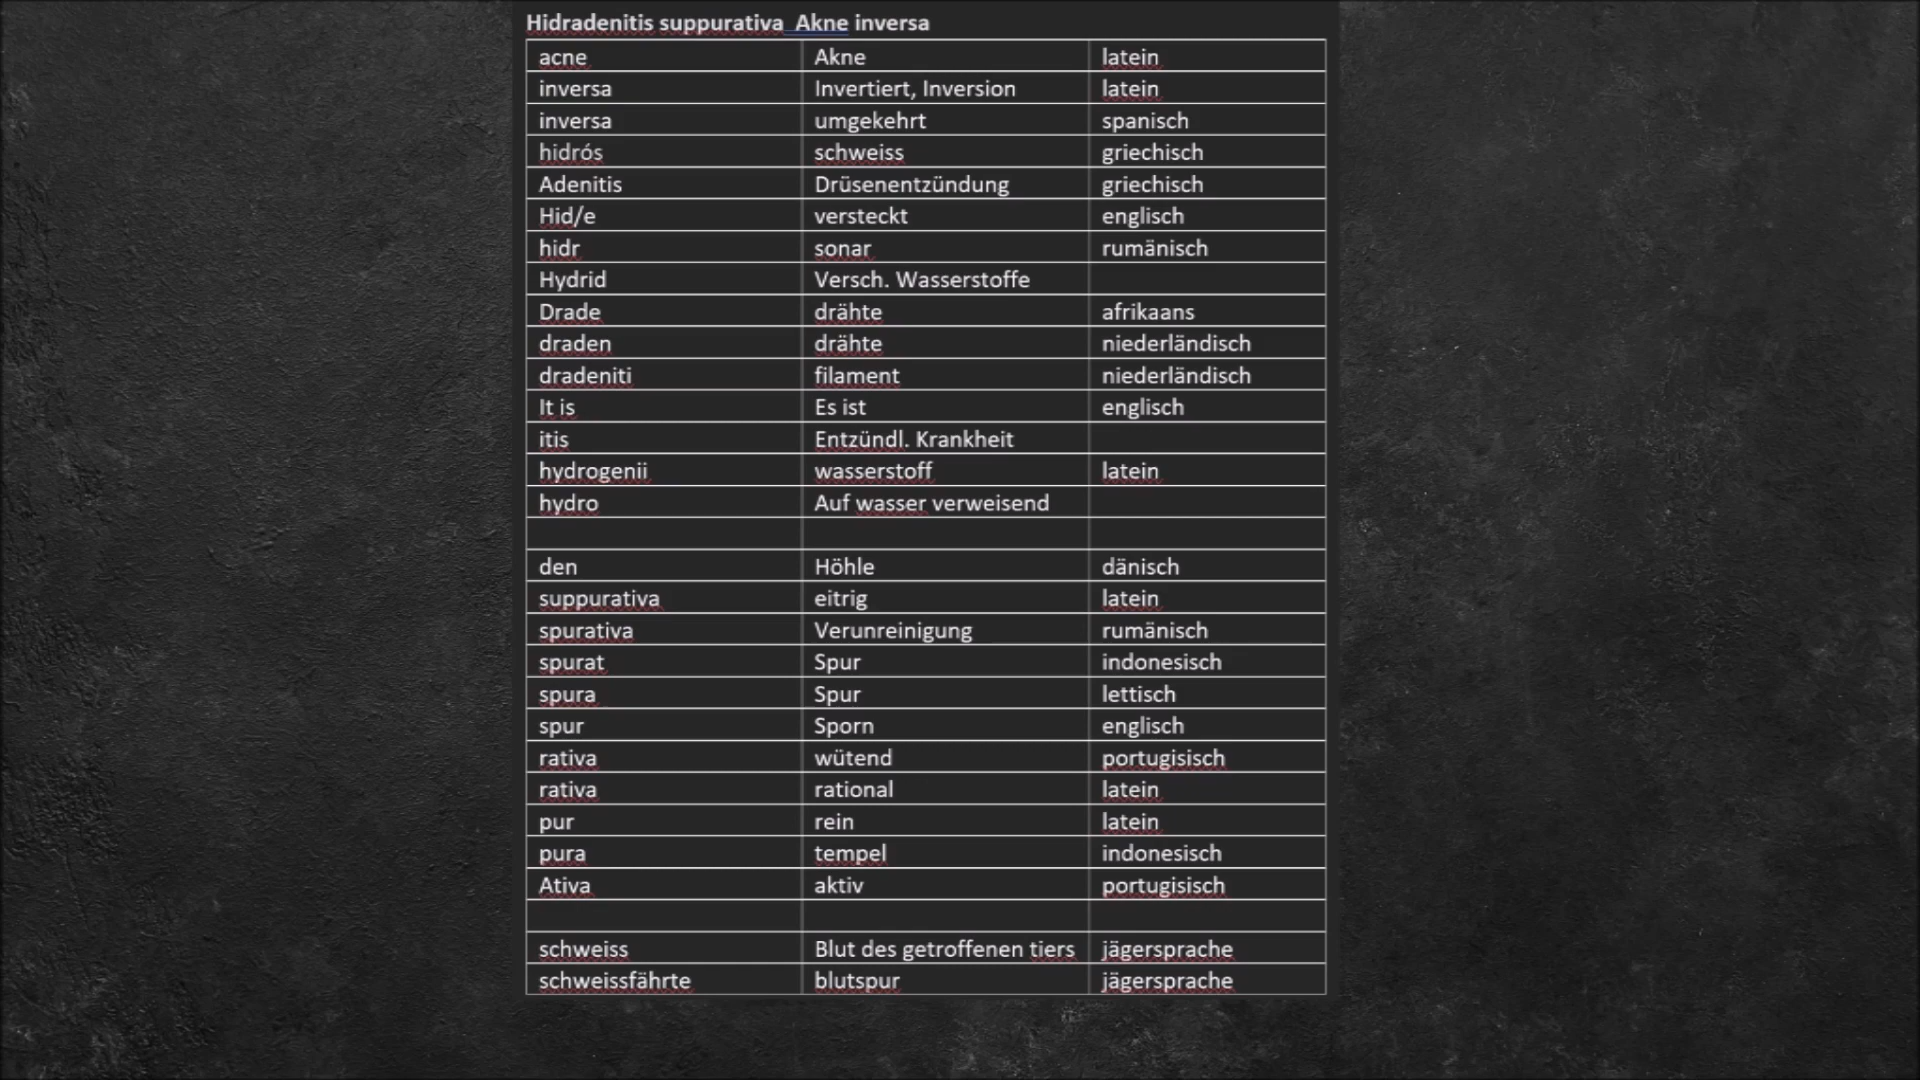 Hidradenitis suppurativa  Akne inversa
acne Akne latein
inversa Invertiert, Inversion latein
inversa umgekehrt spanisch
hidrós schweiss griechisch
Adenitis Drüsenentzündung griechisch
Hid/e versteckt englisch
hidr sonar rumänisch
Hydrid Versch. Wasserstoffe
Drade drähte afrikaans
draden drähte niederländisch
dradeniti filament niederländisch
It is Es ist englisch
itis Entzündl. Krankheit
hydrogenii wasserstoff latein
hydro Auf wasser verweisend
den Höhle dänisch
suppurativa eitrig latein
spurativa Verunreinigung rumänisch
spurat Spur indonesisch
spura Spur lettisch
spur Sporn englisch
rativa wütend portugisisch
rativa rational latein
pur rein latein
pura tempel indonesisch
Ativa aktiv portugisisch
schweiss Blut des getroffenen tiers jägersprache
schweissfährte blutspur jägersprache